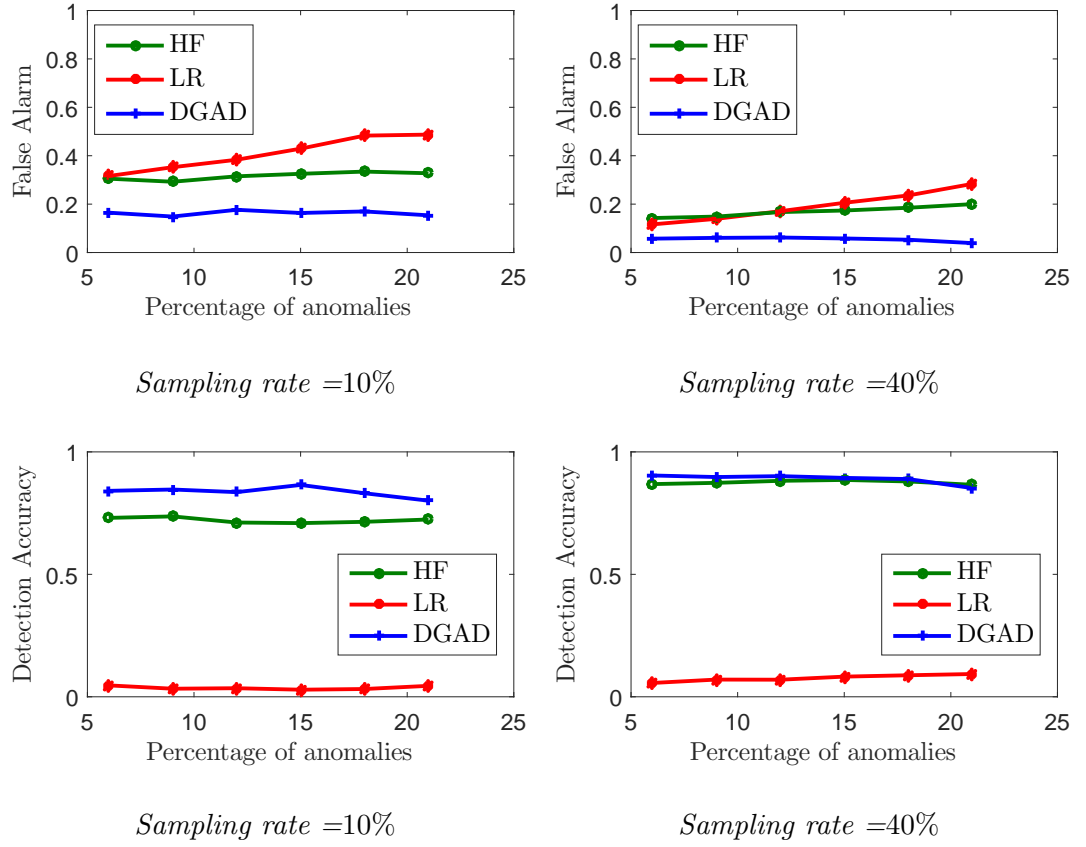 False Alarm
1
0.8
0.6
0.4
0.2
0
HF
LR
DGAD
5 10 15 20 25
Percentage of anomalies
Sampling rate =10%
False Alarm
1
0.8
0.6
0.4
0.2
0
HF
LR
DGAD
5 10 15 20 25
Percentage of anomalies
Sampling rate =40%
Detection Accuracy
1
0.5
0
HF
LR
DGAD
5 10 15 20 25
Percentage of anomalies
Sampling rate =10%
Detection Accuracy
1
0.5
0
HF
LR
DGAD
5 10 15 20 25
Percentage of anomalies
Sampling rate =40%